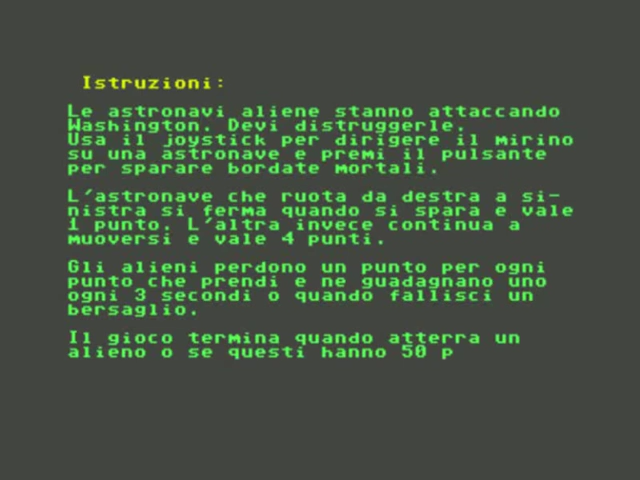 Istruzioni:
Le astronavi aliene stanno attaccando
Washington. Devi distruggerle.
Usa il joystick per dirigere il mirino
su una astronave e premi il pulsante
per sparare bordate mortali.
L'astronave che ruota da destra a si-
nistra si ferma quando si spara e vale
1 punto. L'altra invece continua a
muoversi e vale 4 punti.
Gli alieni perdono un punto per ogni
punto che prendi e ne guadagnano uno
ogni 3 secondi o quando fallisci un
bersaglio.
Il gioco termina quando atterra un
alieno o se questi hanno 50 p